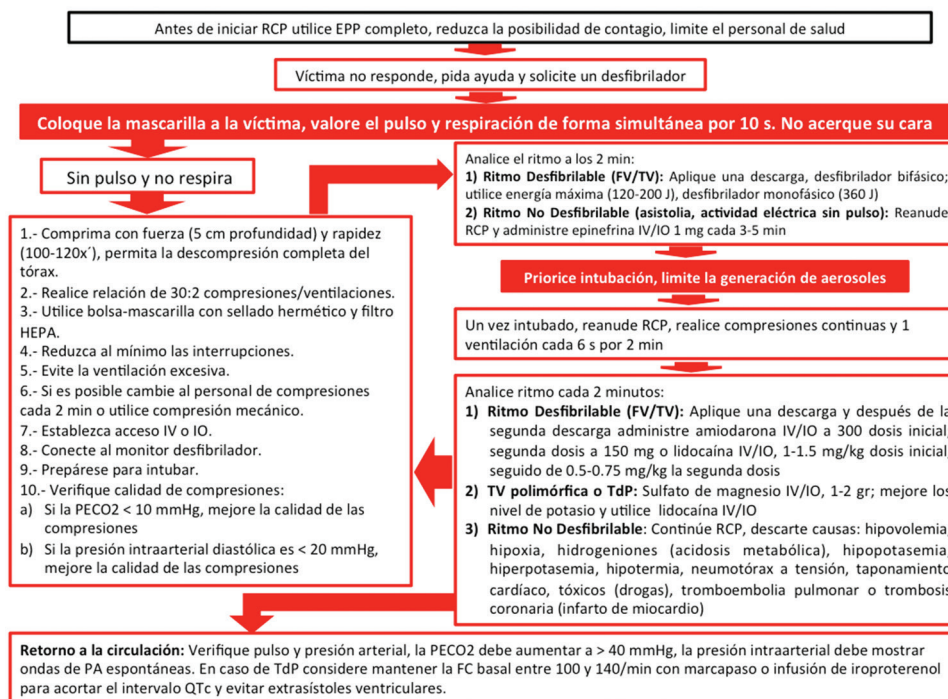 Antes de iniciar RCP utilice EPP completo, reduzca la posibilidad de contagio, limite el personal de salud
Víctima no responde, pida ayuda y solicite un desfibrilador
Coloque la mascarilla a la víctima, valore el pulso y respiración de forma simultánea por 10 s. No acerque su cara
Sin pulso y no respira
1.- Comprima con fuerza (5 cm profundidad) y rapidez
(100-120x´), permita la descompresión completa del
tórax.
2.- Realice relación de 30:2 compresiones/ventilaciones.
3.- Utilice bolsa-mascarilla con sellado hermético y filtro
HEPA.
4.- Reduzca al mínimo las interrupciones.
5.- Evite la ventilación excesiva.
6.- Si es posible cambie al personal de compresiones
cada 2 min o utilice compresión mecánico.
7.- Establezca acceso IV o IO.
8.- Conecte al monitor desfibrilador.
9.- Prepárese para intubar.
10.- Verifique calidad de compresiones:
a) Si la PECO2 < 10 mmHg, mejore la calidad de las
compresiones
b) Si la presión intraarterial diastólica es < 20 mmHg,
mejore la calidad de las compresiones
Analice el ritmo a los 2 min:
1) Ritmo Desfibrilable (FV/TV): Aplique una descarga, desfibrilador bifásico;
utilice energía máxima (120-200 J), desfibrilador monofásico (360 J)
2) Ritmo No Desfibrilable (asistolia, actividad eléctrica sin pulso): Reanude
RCP y administre epinefrina IV/IO 1 mg cada 3-5 min
Priorice intubación, limite la generación de aerosoles
Un vez intubado, reanude RCP, realice compresiones continuas y 1
ventilación cada 6 s por 2 min
Analice ritmo cada 2 minutos:
1) Ritmo Desfibrilable (FV/TV): Aplique una descarga y después de la
segunda descarga administre amiodarona IV/IO a 300 dosis inicial,
segunda dosis a 150 mg o lidocaína IV/IO, 1-1.5 mg/kg dosis inicial,
seguido de 0.5-0.75 mg/kg la segunda dosis
2) TV polimórfica o TdP: Sulfato de magnesio IV/IO, 1-2 gr; mejore los
nivel de potasio y utilice lidocaína IV/IO
3) Ritmo No Desfibrilable: Continúe RCP, descarte causas: hipovolemia,
hipoxia, hidrogeniones (acidosis metabólica), hipopotasemia,
hiperpotasemia, hipotermia, neumotórax a tensión, taponamiento
cardíaco, tóxicos (drogas), tromboembolia pulmonar o trombosis
coronaria (infarto de miocardio)
Retorno a la circulación: Verifique pulso y presión arterial, la PECO2 debe aumentar a > 40 mmHg, la presión intraarterial debe mostrar
ondas de PA espontáneas. En caso de TdP considere mantener la FC basal entre 100 y 140/min con marcapaso o infusión de iroproterenol
para acortar el intervalo QTc y evitar extrasístoles ventriculares.